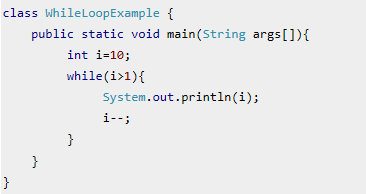 class WhileLoopExample {
    public static void main(String args[]){
         int i=10;
         while(i>1){
              System.out.println(i);
              i--;
         }
    }
}